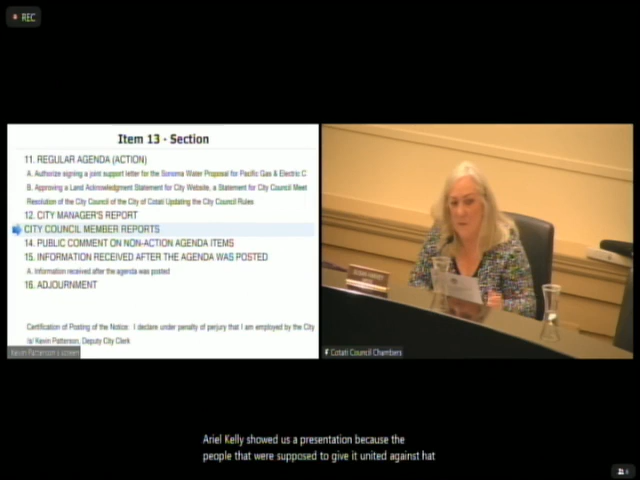 REC
Item 13 - Section
11. REGULAR AGENDA (ACTION)
A. Authorize signing a joint support letter for the Sonoma Water Proposal for Pacific Gas & Electric C
B. Approving a Land Acknowledgment Statement for City Website, a Statement for City Council Meet
Resolution of the City Council of the City of Cotati Updating the City Council Rules
12. CITY MANAGER'S REPORT
CITY COUNCIL MEMBER REPORTS
14. PUBLIC COMMENT ON NON-ACTION AGENDA ITEMS
15. INFORMATION RECEIVED AFTER THE AGENDA WAS POSTED
A. Information received after the agenda was posted
16. ADJOURNMENT
Certification of Posting of the Notice: I declare under penalty of perjury that I am employed by the City
/s/ Kevin Patterson, Deputy City Clerk
Kevin Patterson's screen
Cotati Council Chambers
Ariel Kelly showed us a presentation because the
people that were supposed to give it united against hat